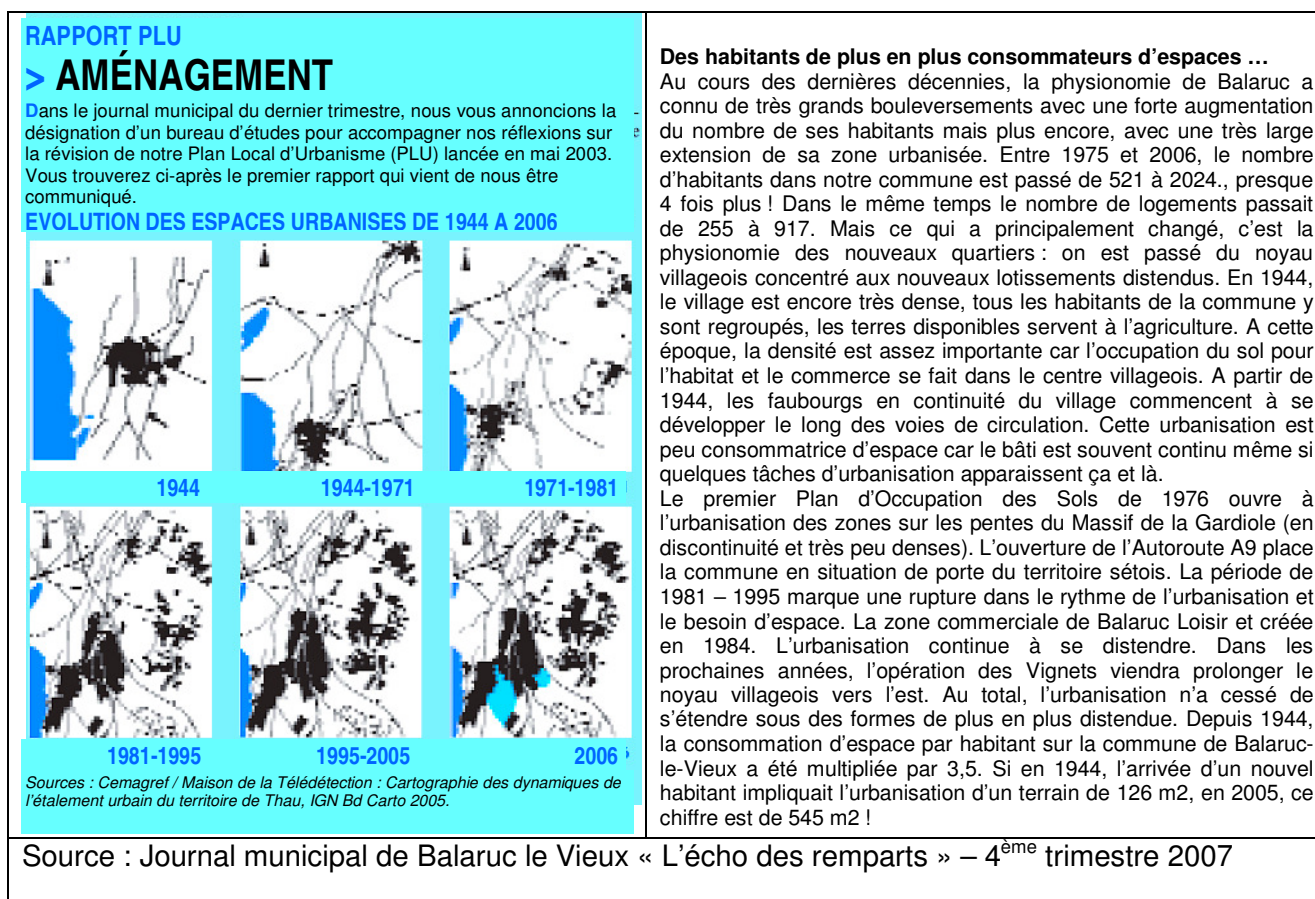 RAPPORT PLU
> AMÉNAGEMENT
Dans le journal municipal du dernier trimestre, nous vous annoncions la
désignation d'un bureau d'études pour accompagner nos réflexions sur
la révision de notre Plan Local d'Urbanisme (PLU) lancée en mai 2003.
Vous trouverez ci-après le premier rapport qui vient de nous être
communiqué.
EVOLUTION DES ESPACES URBANISES DE 1944 A 2006
1944
1944-1971
1971-1981
1981-1995
1995-2005
2006
Sources : Cemagref / Maison de la Télédétection : Cartographie des dynamiques de
l'étalement urbain du territoire de Thau, IGN Bd Carto 2005.
Des habitants de plus en plus consommateurs d'espaces …
Au cours des dernières décennies, la physionomie de Balaruc a
connu de très grands bouleversements avec une forte augmentation
du nombre de ses habitants mais plus encore, avec une très large
extension de sa zone urbanisée. Entre 1975 et 2006, le nombre
d'habitants dans notre commune est passé de 521 à 2024., presque
4 fois plus ! Dans le même temps le nombre de logements passait
de 255 à 917. Mais ce qui a principalement changé, c'est la
physionomie des nouveaux quartiers : on est passé du noyau
villageois concentré aux nouveaux lotissements distendus. En 1944,
le village est encore très dense, tous les habitants de la commune y
sont regroupés, les terres disponibles servent à l'agriculture. A cette
époque, la densité est assez importante car l'occupation du sol pour
l'habitat et le commerce se fait dans le centre villageois. A partir de
1944, les faubourgs en continuité du village commencent à se
développer le long des voies de circulation. Cette urbanisation est
peu consommatrice d'espace car le bâti est souvent continu même si
quelques tâches d'urbanisation apparaissent ça et là.
Le premier Plan d'Occupation des Sols de 1976 ouvre à
l'urbanisation des zones sur les pentes du Massif de la Gardiole (en
discontinuité et très peu denses). L'ouverture de l'Autoroute A9 place
la commune en situation de porte du territoire sétois. La période de
1981 – 1995 marque une rupture dans le rythme de l'urbanisation et
le besoin d'espace. La zone commerciale de Balaruc Loisir et créée
en 1984. L'urbanisation continue à se distendre. Dans les
prochaines années, l'opération des Vignets viendra prolonger le
noyau villageois vers l'est. Au total, l'urbanisation n'a cessé de
s'étendre sous des formes de plus en plus distendue. Depuis 1944,
la consommation d'espace par habitant sur la commune de Balaruc-
le-Vieux a été multipliée par 3,5. Si en 1944, l'arrivée d'un nouvel
habitant impliquait l'urbanisation d'un terrain de 126 m2, en 2005, ce
chiffre est de 545 m2 !
Source : Journal municipal de Balaruc le Vieux « L'écho des remparts » – 4ème trimestre 2007